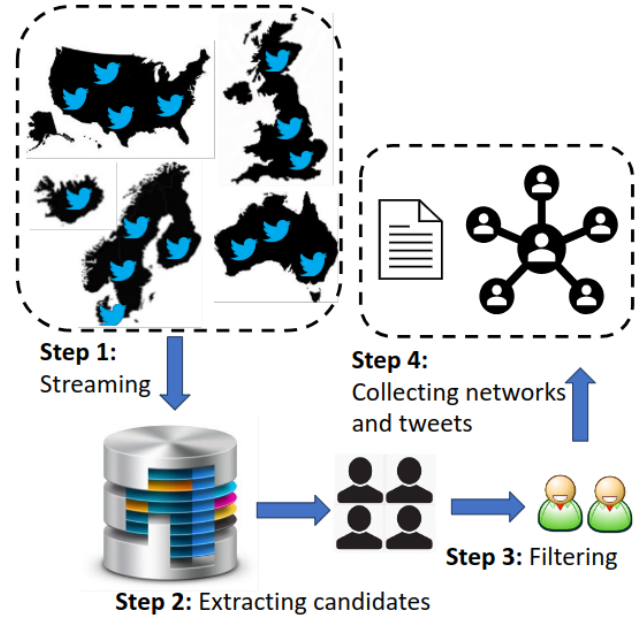 Step 1:
Streaming
Step 4:
Collecting networks
and tweets
Step 3: Filtering
Step 2: Extracting candidates